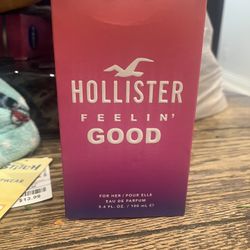 HOLLISTER
FEELIN'
GOOD
FOR HER / POUR ELLE
EAU DE PARFUM
3.4 FL. OZ. / 100 ML ℮
$12.99